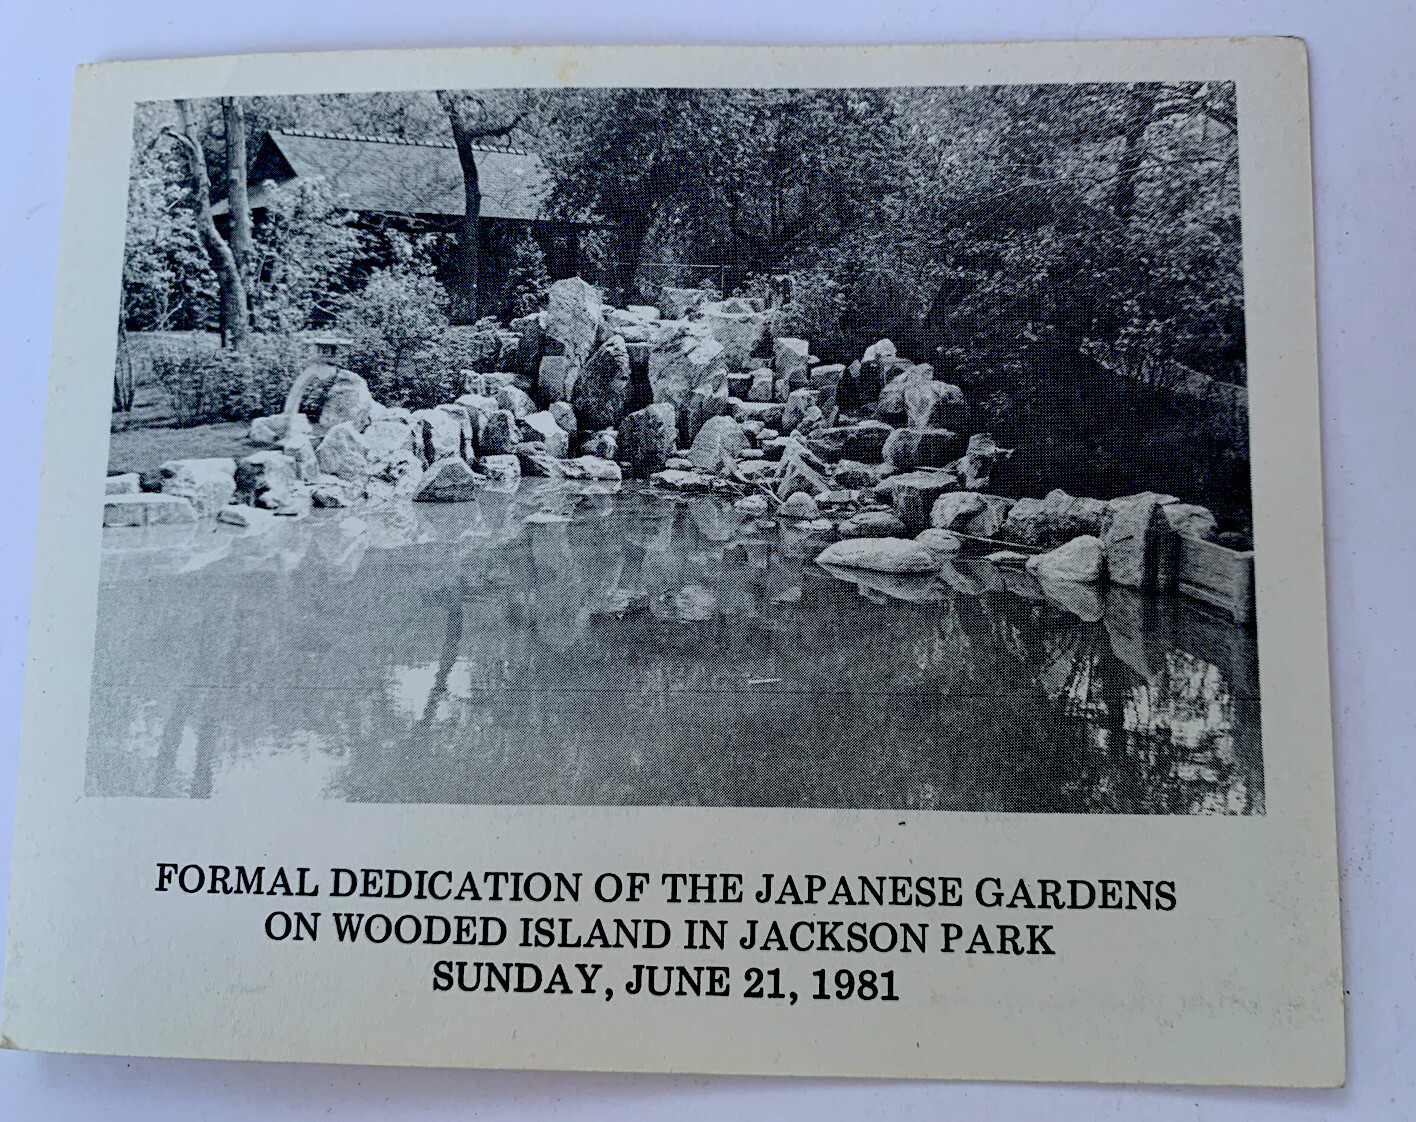 FORMAL DEDICATION OF THE JAPANESE GARDENS
ON WOODED ISLAND IN JACKSON PARK
SUNDAY, JUNE 21, 1981